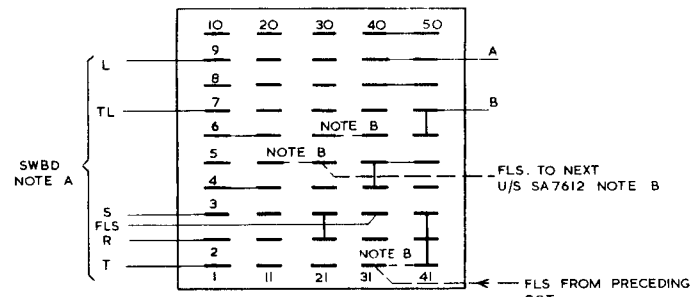 10 20 30 40 50
9 A
L
8
TL 7 B
6 NOTE B
5 NOTE B
SWBD
NOTE A
FLS. TO NEXT
U/S SA7612 NOTE B
4
S 3
FLS
R
2 NOTE B
T 1 11 21 31 41
FLS FROM PRECEDING